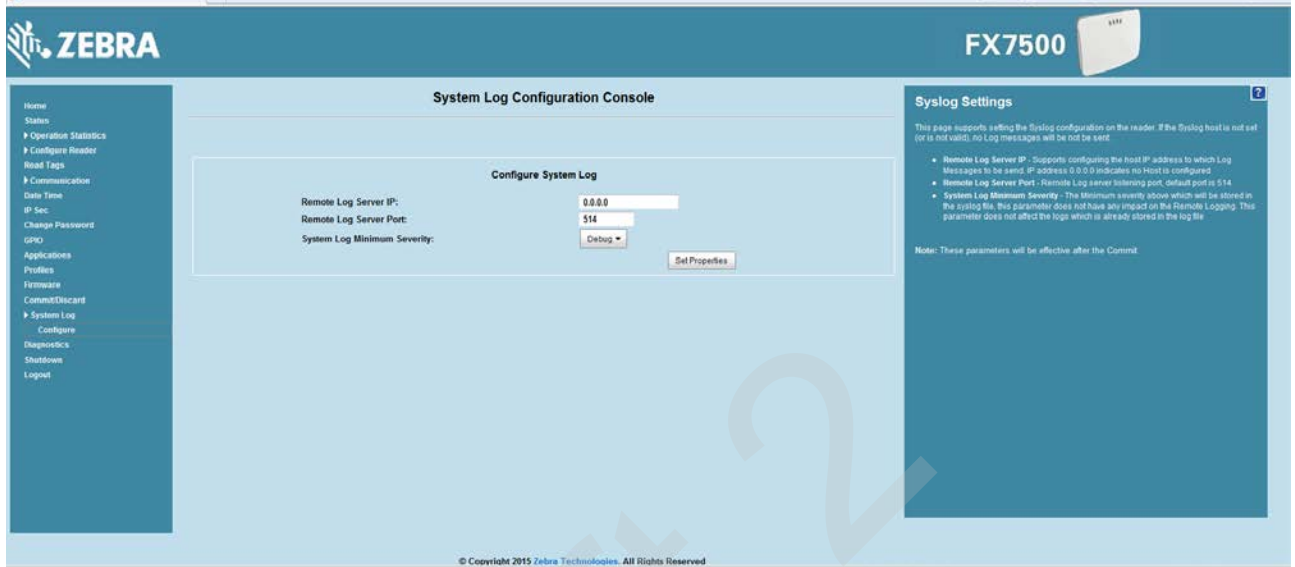 ZEBRA
FX7500
Home
Status
Operation Statistics
Configure Reader
Read Tags
Communication
Date Time
IP Sec
Change Password
GPIO
Applications
Profiles
Firmware
Commit/Discard
System Log
Configure
Diagnostics
Shutdown
Logout
System Log Configuration Console
Configure System Log
Remote Log Server IP: 0.0.0.0
Remote Log Server Port: 514
System Log Minimum Severity: Debug
Set Properties
Syslog Settings
?
This page supports setting the Syslog configuration on the reader. If the Syslog host is not set
(or is not valid), no Log messages will be not be sent.
• Remote Log Server IP - Supports configuring the host IP address to which Log
Messages to be send. IP address 0.0.0.0 indicates no Host is configured
• Remote Log Server Port - Remote Log server listening port, default port is 514
• System Log Minimum Severity - The Minimum severity above which will be stored in
the syslog file, this parameter does not have any impact on the Remote Logging. This
parameter does not affect the logs which is already stored in the log file
Note: These parameters will be effective after the Commit
© Copyright 2015 Zebra Technologies. All Rights Reserved